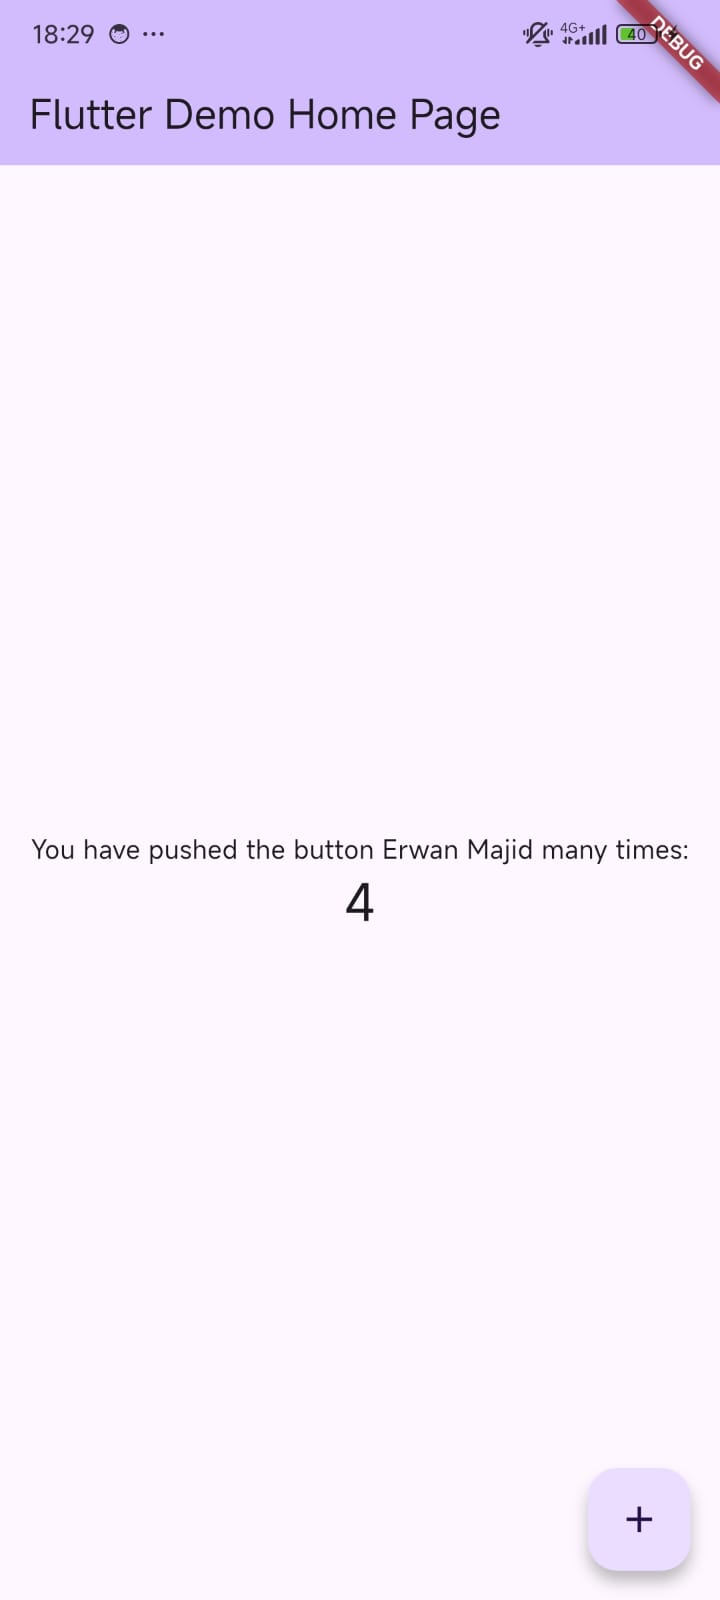 18:29
4G+
40
DEBUG
Flutter Demo Home Page
You have pushed the button Erwan Majid many times:
4
+